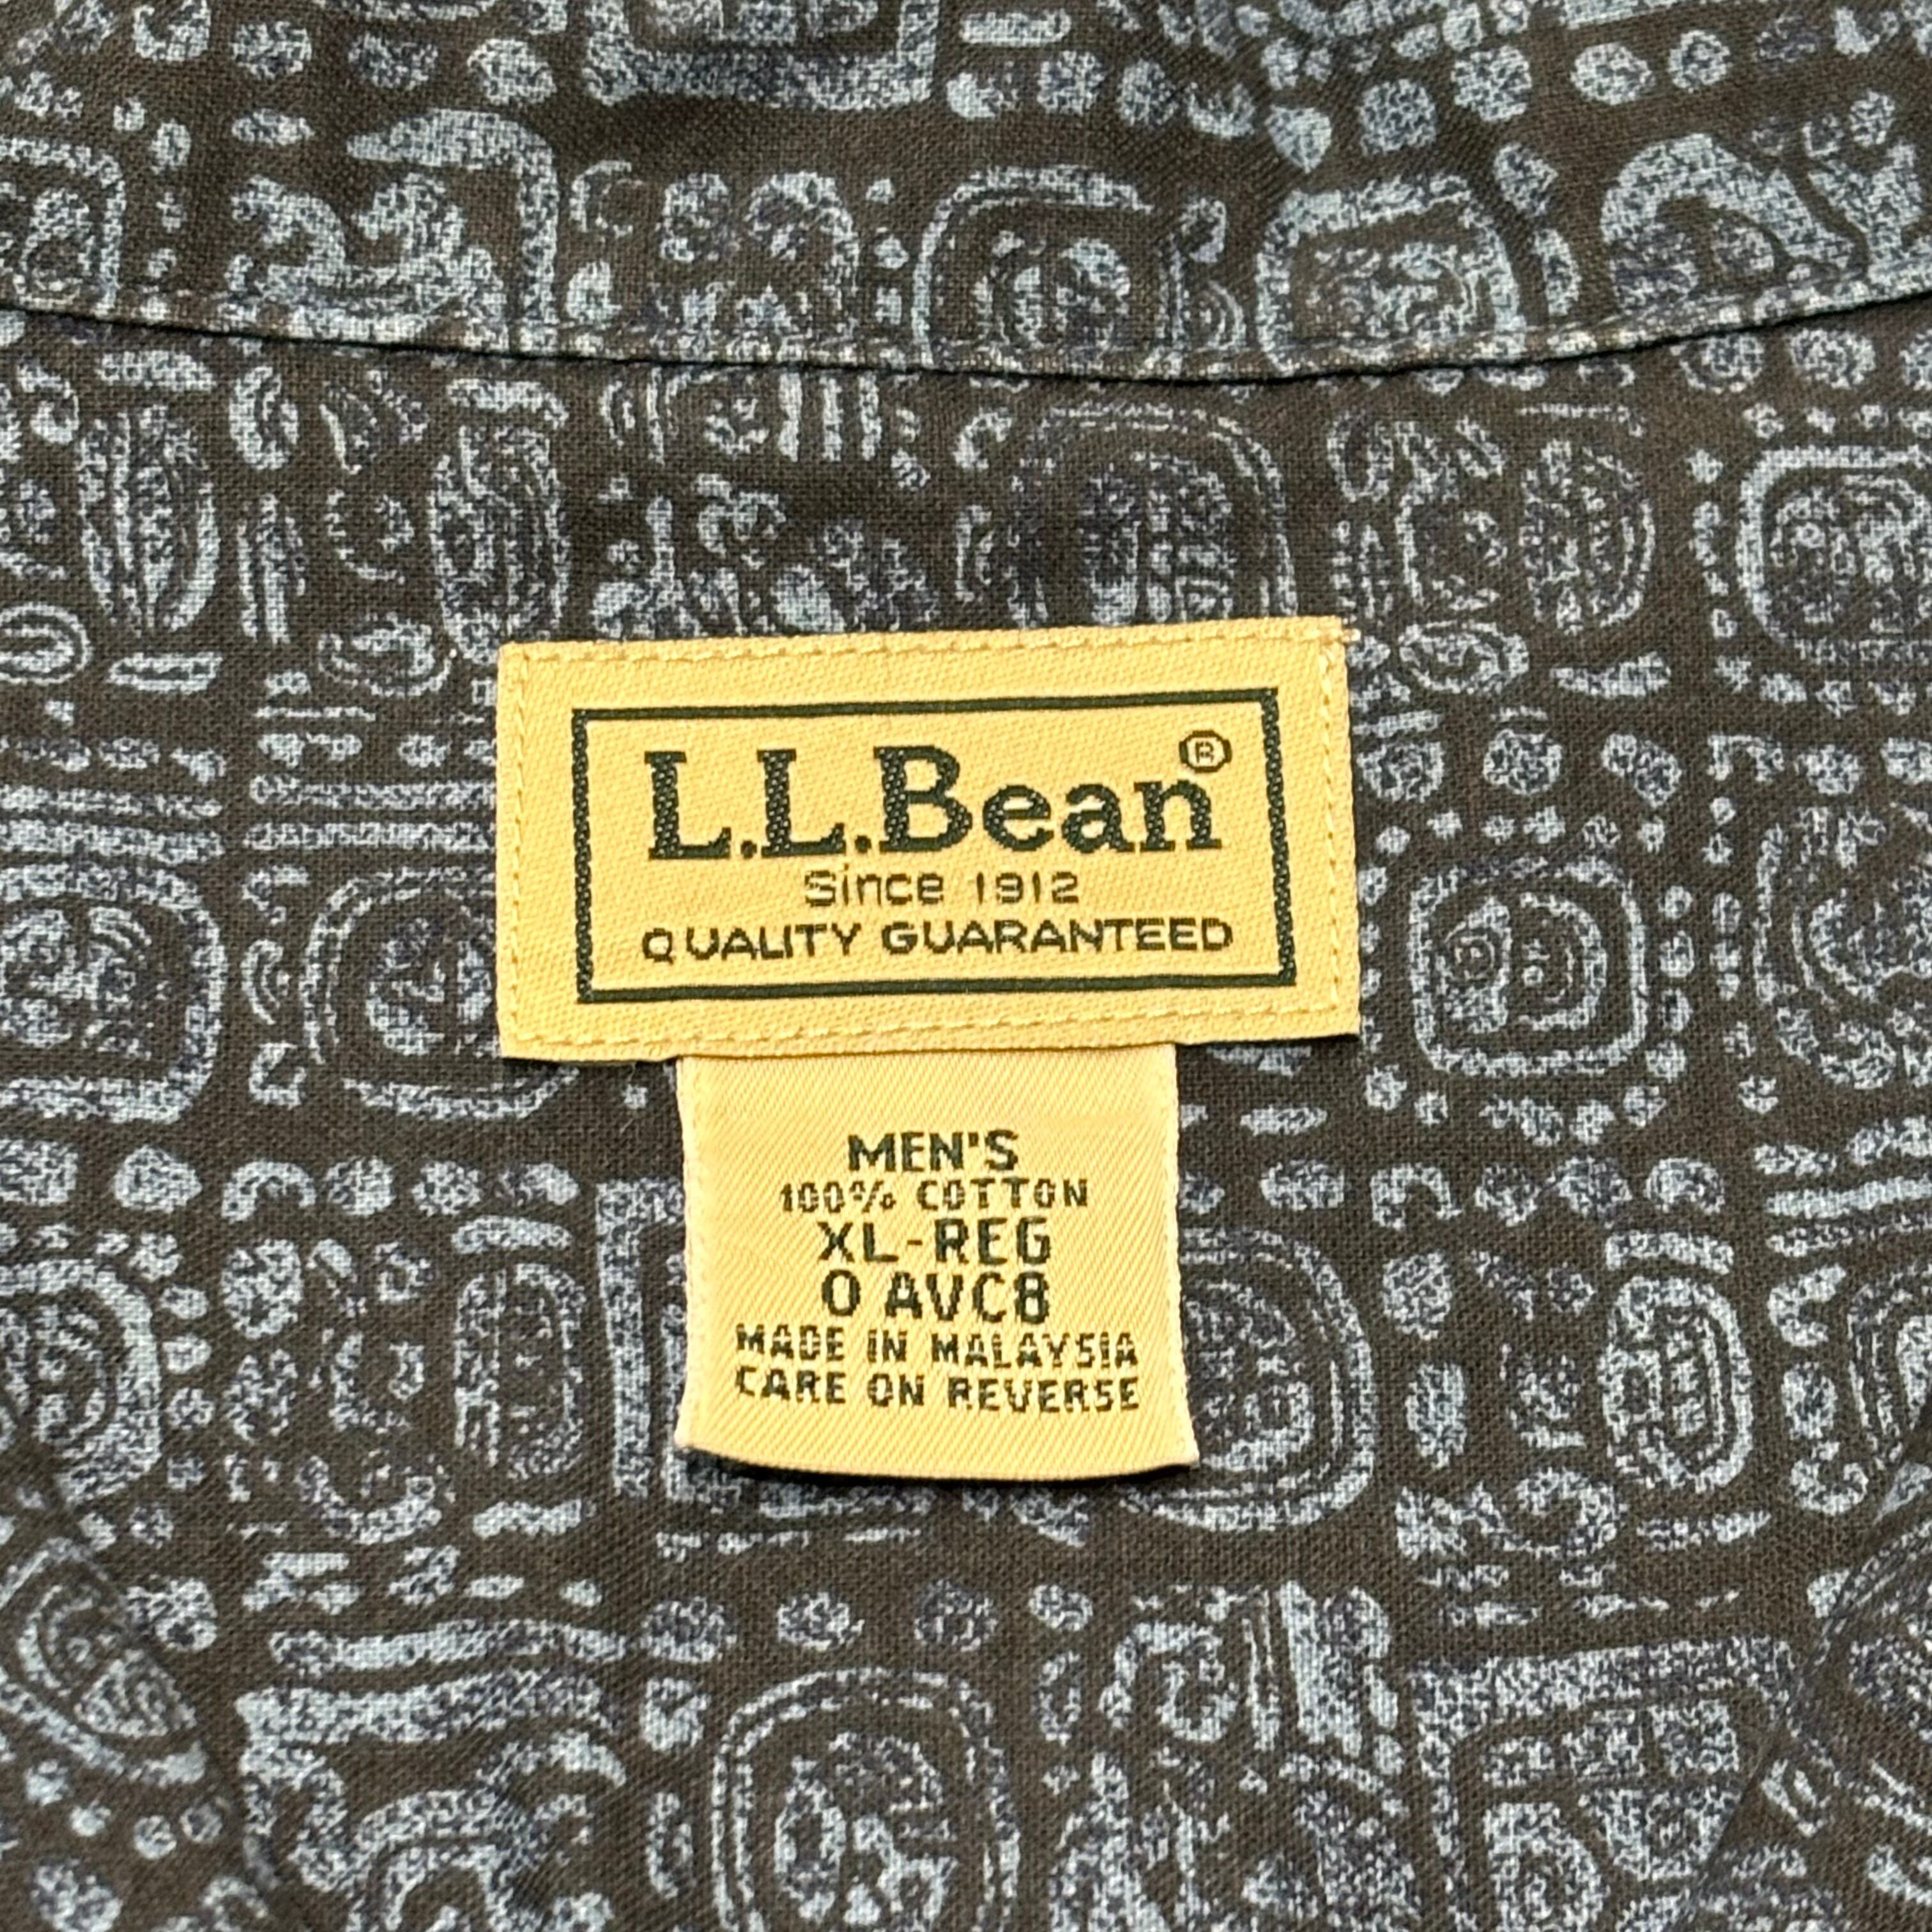 L.L.Bean®
Since 1912
QUALITY GUARANTEED
MEN'S
100% COTTON
XL-REG
0 AVC8
MADE IN MALAYSIA
CARE ON REVERSE